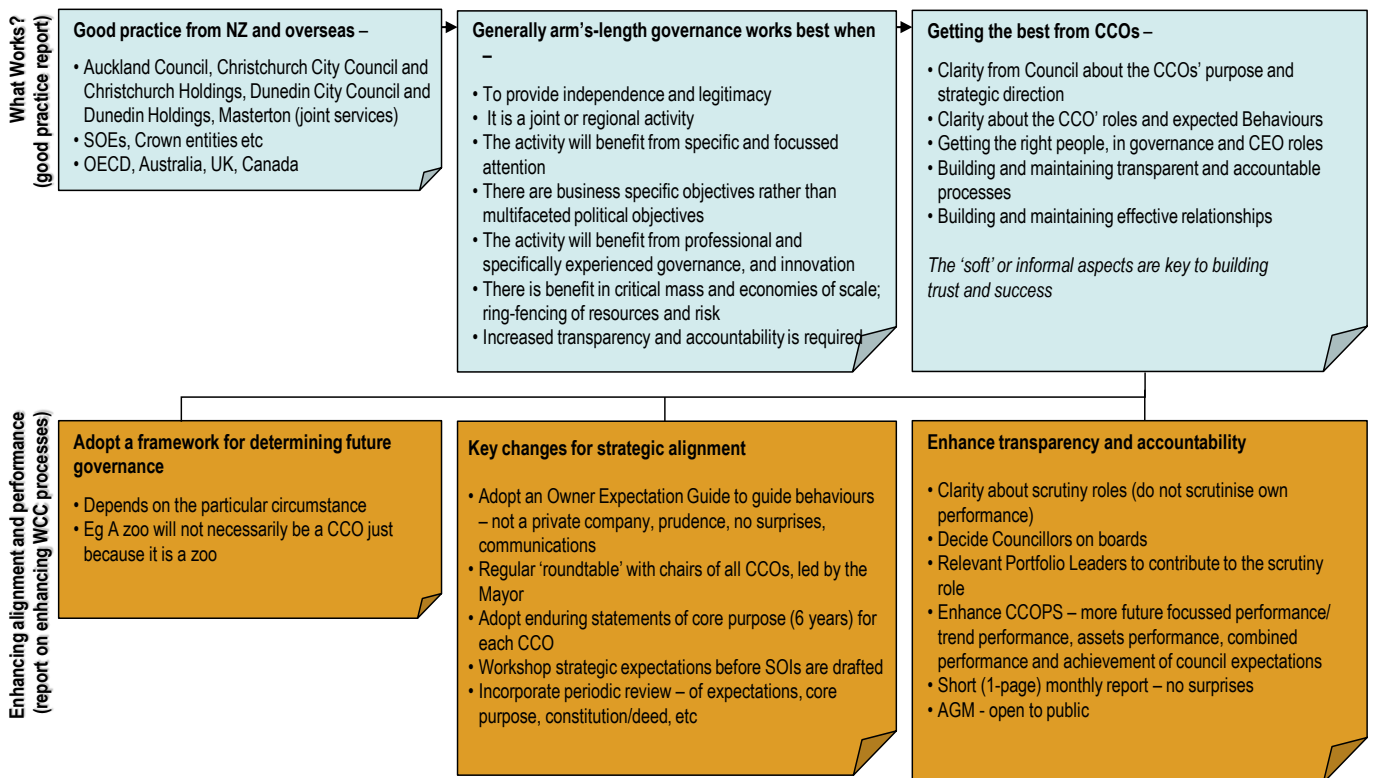 What Works?
(good practice report)
Good practice from NZ and overseas –
• Auckland Council, Christchurch City Council and
Christchurch Holdings, Dunedin City Council and
Dunedin Holdings, Masterton (joint services)
• SOEs, Crown entities etc
• OECD, Australia, UK, Canada
Generally arm’s-length governance works best when
–
• To provide independence and legitimacy
• It is a joint or regional activity
• The activity will benefit from specific and focussed
attention
• There are business specific objectives rather than
multifaceted political objectives
• The activity will benefit from professional and
specifically experienced governance, and innovation
• There is benefit in critical mass and economies of scale;
ring-fencing of resources and risk
• Increased transparency and accountability is required
Getting the best from CCOs –
• Clarity from Council about the CCOs’ purpose and
strategic direction
• Clarity about the CCO’ roles and expected Behaviours
• Getting the right people, in governance and CEO roles
• Building and maintaining transparent and accountable
processes
• Building and maintaining effective relationships
The ‘soft’ or informal aspects are key to building
trust and success
Enhancing alignment and performance
(report on enhancing WCC processes)
Adopt a framework for determining future
governance
• Depends on the particular circumstance
• Eg A zoo will not necessarily be a CCO just
because it is a zoo
Key changes for strategic alignment
• Adopt an Owner Expectation Guide to guide behaviours
– not a private company, prudence, no surprises,
communications
• Regular ‘roundtable’ with chairs of all CCOs, led by the
Mayor
• Adopt enduring statements of core purpose (6 years) for
each CCO
• Workshop strategic expectations before SOIs are drafted
• Incorporate periodic review – of expectations, core
purpose, constitution/deed, etc
Enhance transparency and accountability
• Clarity about scrutiny roles (do not scrutinise own
performance)
• Decide Councillors on boards
• Relevant Portfolio Leaders to contribute to the scrutiny
role
• Enhance CCOPS – more future focussed performance/
trend performance, assets performance, combined
performance and achievement of council expectations
• Short (1-page) monthly report – no surprises
• AGM - open to public